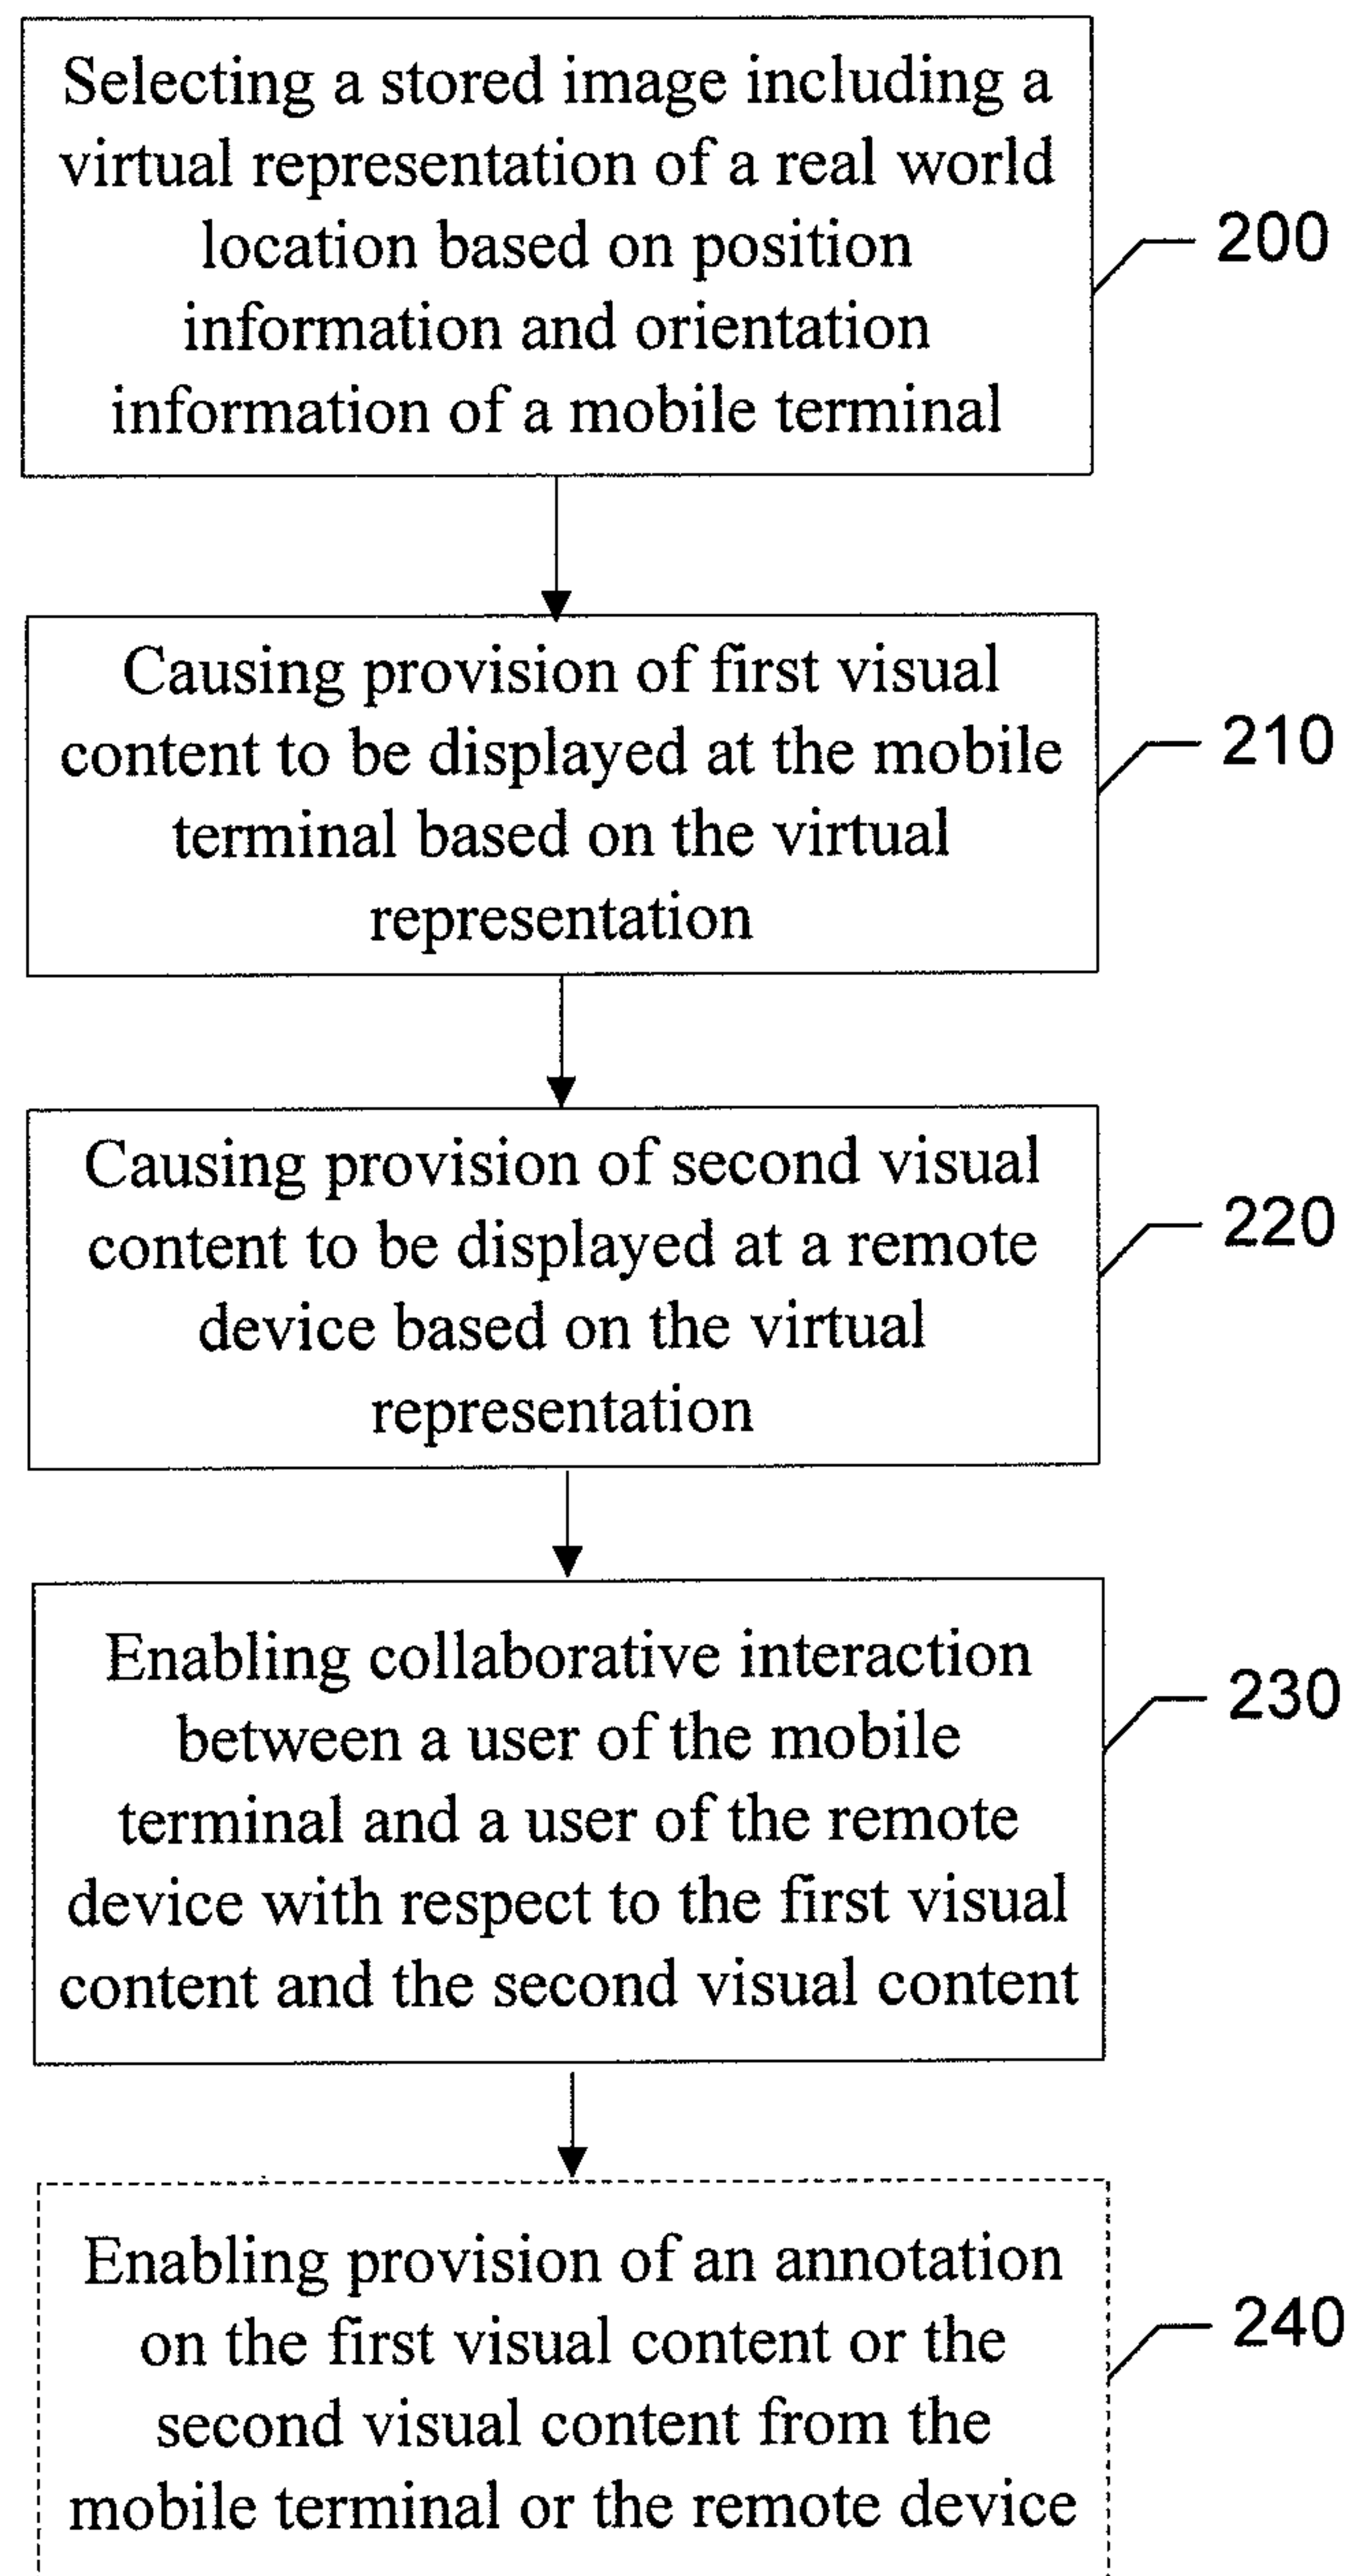 Selecting a stored image including a
virtual representation of a real world
location based on position
information and orientation
information of a mobile terminal
200
Causing provision of first visual
content to be displayed at the mobile
terminal based on the virtual
representation
210
Causing provision of second visual
content to be displayed at a remote
device based on the virtual
representation
220
Enabling collaborative interaction
between a user of the mobile
terminal and a user of the remote
device with respect to the first visual
content and the second visual content
230
Enabling provision of an annotation
on the first visual content or the
second visual content from the
mobile terminal or the remote device
240